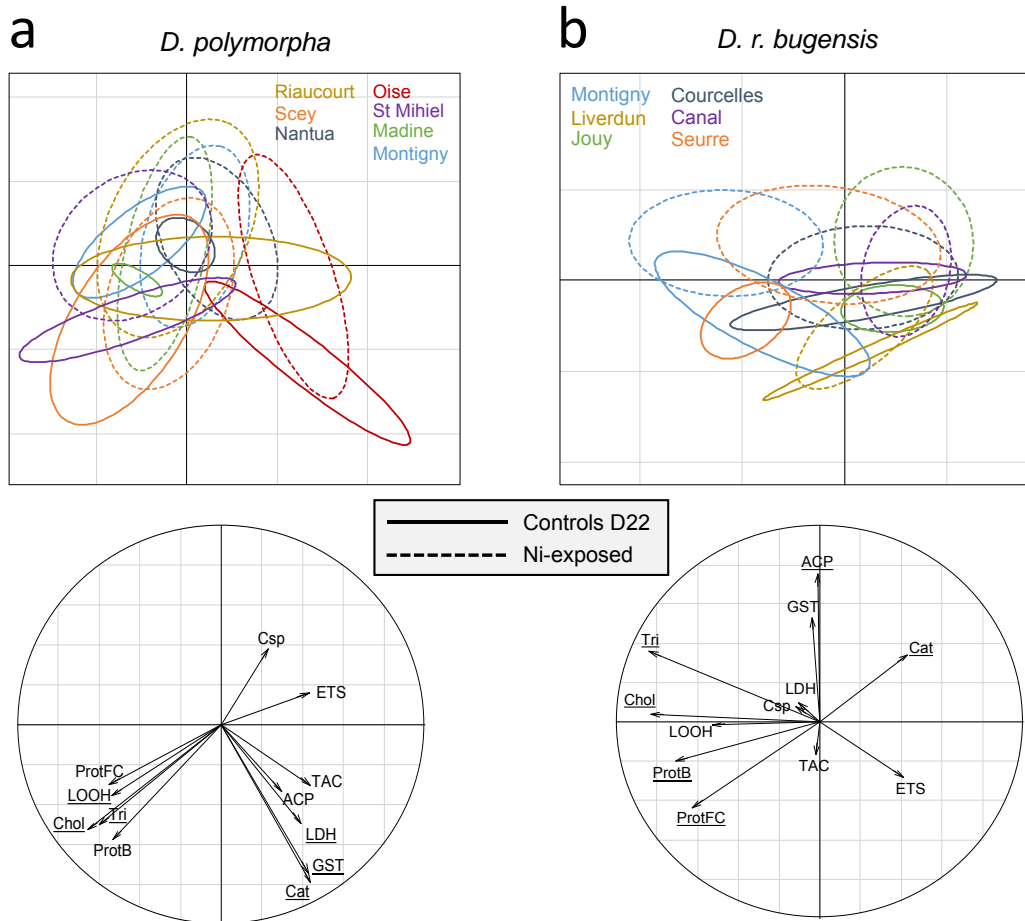 a
D. polymorpha
Riaucourt
Scey
Nantua
Oise
St Mihiel
Madine
Montigny
b
D. r. bugensis
Montigny
Liverdun
Jouy
Courcelles
Canal
Seurre
Controls D22
Ni-exposed
Csp
ETS
ProtFC
LOOH
Chol
Tri
ProtB
TAC
ACP
LDH
GST
Cat
ACP
GST
Tri
Cat
Chol
LDH
Csp
LOOH
ProtB
TAC
ETS
ProtFC